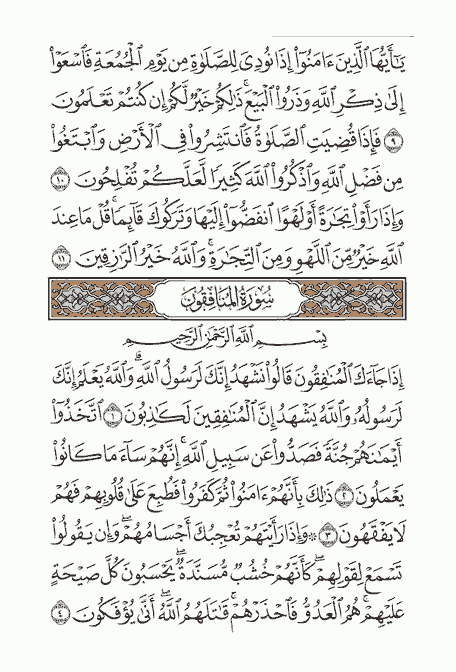 يَٰٓأَيُّهَا ٱلَّذِينَ ءَامَنُوٓا۟ إِذَا نُودِىَ لِلصَّلَوٰةِ مِن يَوْمِ ٱلْجُمُعَةِ فَٱسْعَوْا۟
إِلَىٰ ذِكْرِ ٱللَّهِ وَذَرُوا۟ ٱلْبَيْعَ ۚ ذَٰلِكُمْ خَيْرٌ لَّكُمْ إِن كُنتُمْ تَعْلَمُونَ
٩ فَإِذَا قُضِيَتِ ٱلصَّلَوٰةُ فَٱنتَشِرُوا۟ فِى ٱلْأَرْضِ وَٱبْتَغُوا۟
مِن فَضْلِ ٱللَّهِ وَٱذْكُرُوا۟ ٱللَّهَ كَثِيرًا لَّعَلَّكُمْ تُفْلِحُونَ ١٠
وَإِذَا رَأَوْا۟ تِجَٰرَةً أَوْ لَهْوًا ٱنفَضُّوٓا۟ إِلَيْهَا وَتَرَكُوكَ قَآئِمًا ۚ قُلْ مَا عِندَ
ٱللَّهِ خَيْرٌ مِّنَ ٱللَّهْوِ وَمِنَ ٱلتِّجَٰرَةِ ۚ وَٱللَّهُ خَيْرُ ٱلرَّٰزِقِينَ ١١
سُورَةُ المُنَافِقُونَ
بِسْمِ ٱللَّهِ ٱلرَّحْمَٰنِ ٱلرَّحِيمِ
إِذَا جَآءَكَ ٱلْمُنَٰفِقُونَ قَالُوا۟ نَشْهَدُ إِنَّكَ لَرَسُولُ ٱللَّهِ ۗ وَٱللَّهُ يَعْلَمُ إِنَّكَ
لَرَسُولُهُۥ وَٱللَّهُ يَشْهَدُ إِنَّ ٱلْمُنَٰفِقِينَ لَكَٰذِبُونَ ١ ٱتَّخَذُوٓا۟
أَيْمَٰنَهُمْ جُنَّةً فَصَدُّوا۟ عَن سَبِيلِ ٱللَّهِ ۚ إِنَّهُمْ سَآءَ مَا كَانُوا۟
يَعْمَلُونَ ٢ ذَٰلِكَ بِأَنَّهُمْ ءَامَنُوا۟ ثُمَّ كَفَرُوا۟ فَطُبِعَ عَلَىٰ قُلُوبِهِمْ فَهُمْ
لَا يَفْقَهُونَ ٣ ۞ وَإِذَا رَأَيْتَهُمْ تُعْجِبُكَ أَجْسَامُهُمْ ۖ وَإِن يَقُولُوا۟
تَسْمَعْ لِقَوْلِهِمْ ۖ كَأَنَّهُمْ خُشُبٌ مُّسَنَّدَةٌ ۖ يَحْسَبُونَ كُلَّ صَيْحَةٍ
عَلَيْهِمْ ۚ هُمُ ٱلْعَدُوُّ فَٱحْذَرْهُمْ ۚ قَٰتَلَهُمُ ٱللَّهُ ۖ أَنَّىٰ يُؤْفَكُونَ ٤